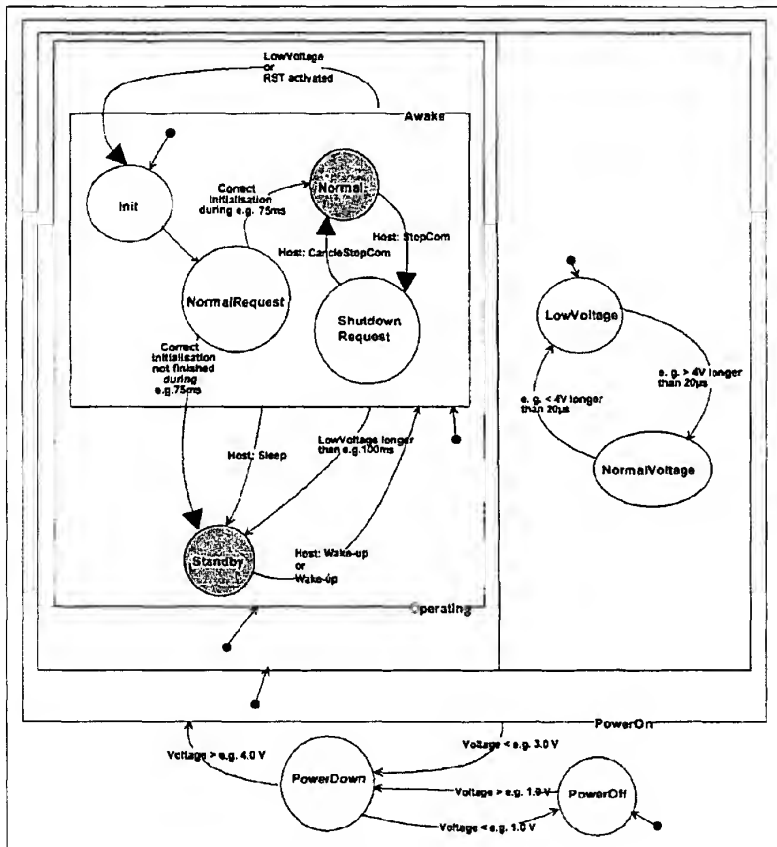 LowVoltage
or
RST activated
Awake
Init
Correct
Initialisation
during e.g. 75ms
Normal
Host: StopCom
Host: CancleStopCom
NormalRequest
Shutdown
Request
Correct
Initialisation
not finished
during
e.g.75ms
Host: Sleep
LowVoltage longer
than e.g.100ms
Standby
Host: Wake-up
or
Wake-up
Operating
LowVoltage
e. g. > 4V longer
than 20µs
e. g. < 4V longer
than 20µs
NormalVoltage
PowerOn
Voltage > e.g. 4.0 V
Voltage < e.g. 3.0 V
PowerDown
Voltage > e.g. 1.9 V
PowerOff
Voltage < e.g. 1.0 V